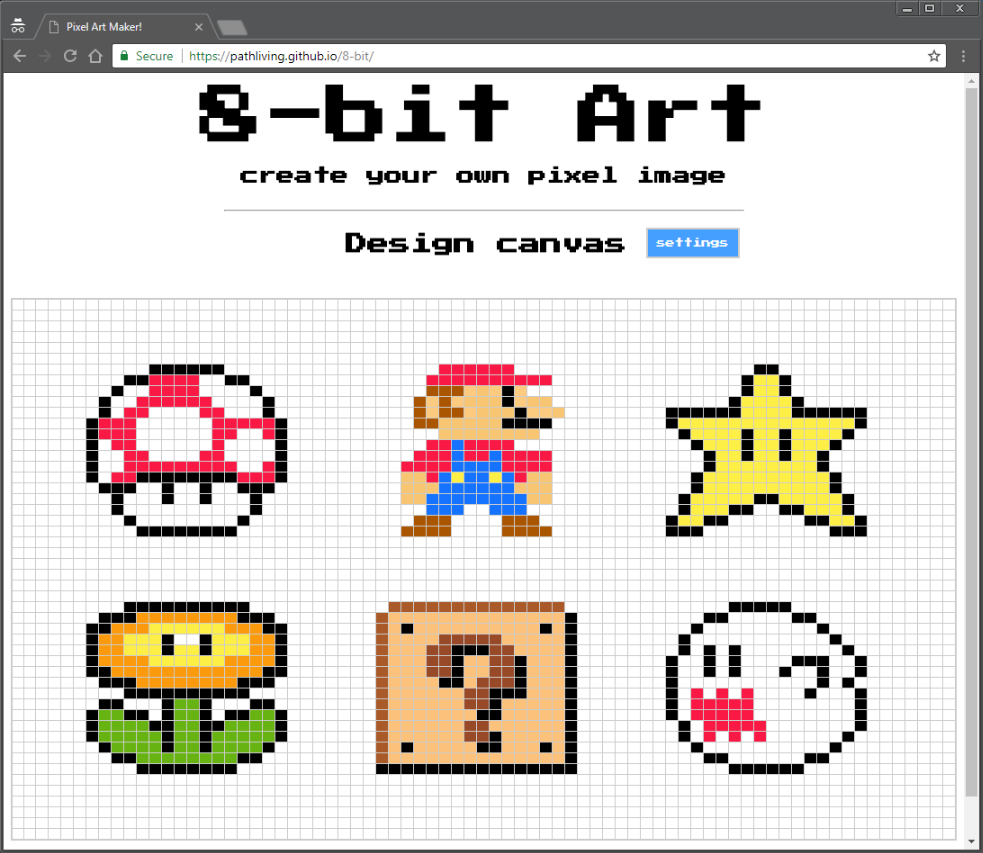 Pixel Art Maker!
Secure | https://pathliving.github.io/8-bit/
8-bit Art
create your own pixel image
Design canvas settings
?